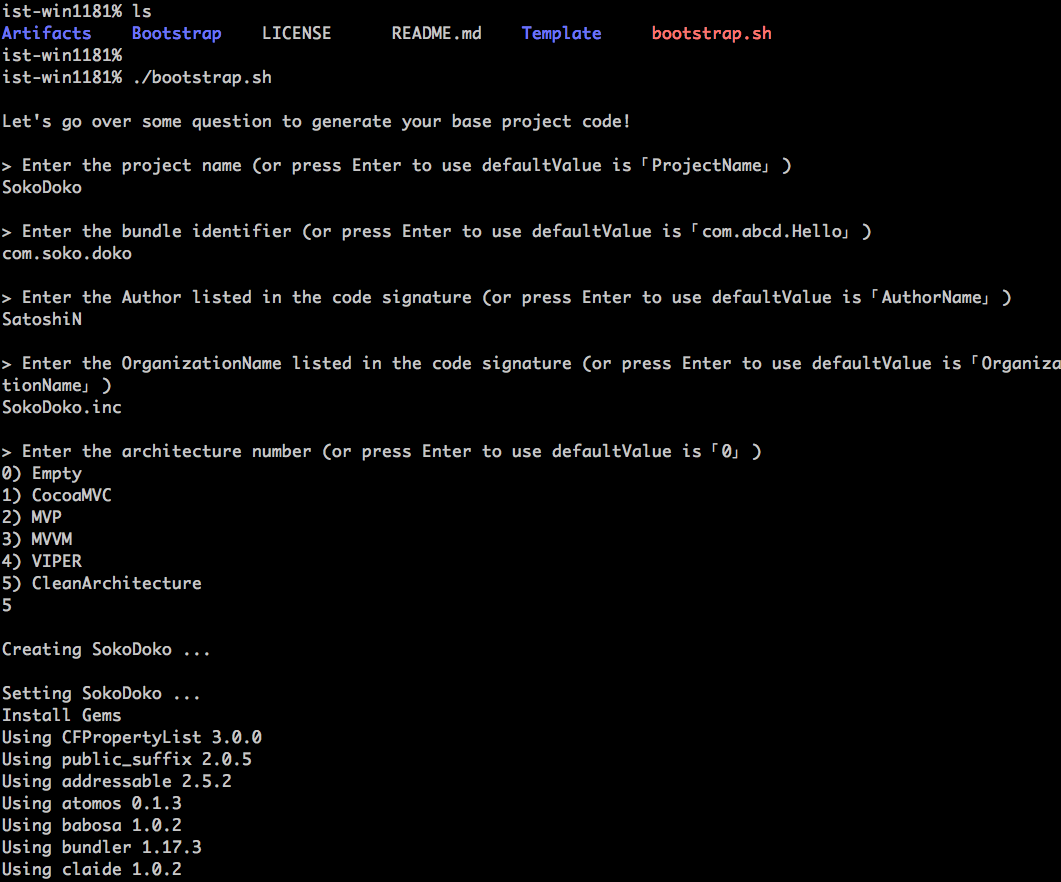 ist-win1181% ls
Artifacts Bootstrap LICENSE README.md Template bootstrap.sh
ist-win1181%
ist-win1181% ./bootstrap.sh
Let's go over some question to generate your base project code!
> Enter the project name (or press Enter to use defaultValue is「ProjectName」)
SokoDoko
> Enter the bundle identifier (or press Enter to use defaultValue is「com.abcd.Hello」)
com.soko.doko
> Enter the Author listed in the code signature (or press Enter to use defaultValue is「AuthorName」)
SatoshiN
> Enter the OrganizationName listed in the code signature (or press Enter to use defaultValue is「Organiza
tionName」)
SokoDoko.inc
> Enter the architecture number (or press Enter to use defaultValue is「0」)
0) Empty
1) CocoaMVC
2) MVP
3) MVVM
4) VIPER
5) CleanArchitecture
5
Creating SokoDoko ...
Setting SokoDoko ...
Install Gems
Using CFPropertyList 3.0.0
Using public_suffix 2.0.5
Using addressable 2.5.2
Using atomos 0.1.3
Using babosa 1.0.2
Using bundler 1.17.3
Using claide 1.0.2